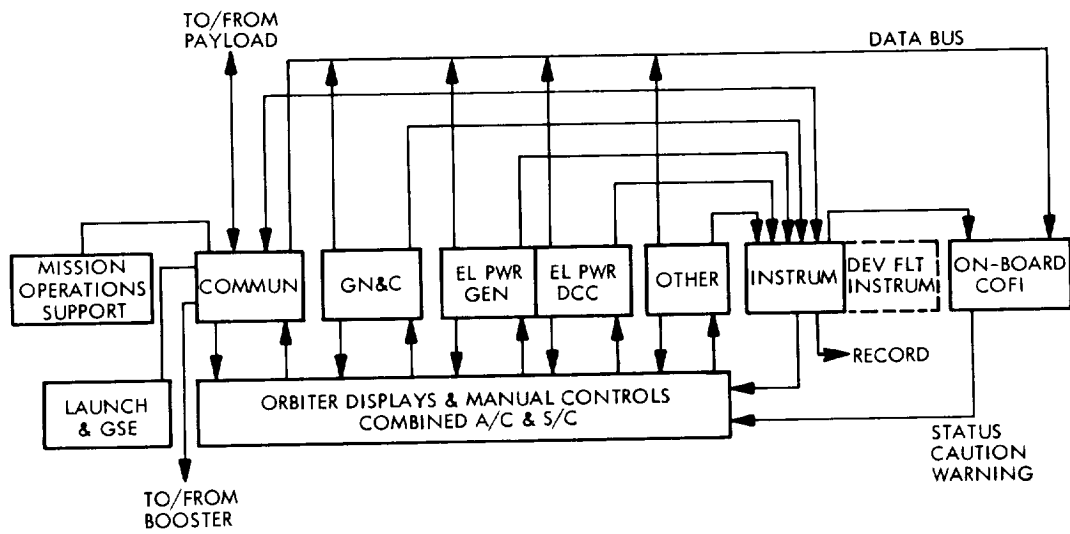 TO/FROM
PAYLOAD
DATA BUS
MISSION
OPERATIONS
SUPPORT
COMMUN
GN&C
EL PWR
GEN
EL PWR
DCC
OTHER
INSTRUM
DEV FLT
INSTRUM
ON-BOARD
COFI
RECORD
LAUNCH
& GSE
ORBITER DISPLAYS & MANUAL CONTROLS
COMBINED A/C & S/C
STATUS
CAUTION
WARNING
TO/FROM
BOOSTER